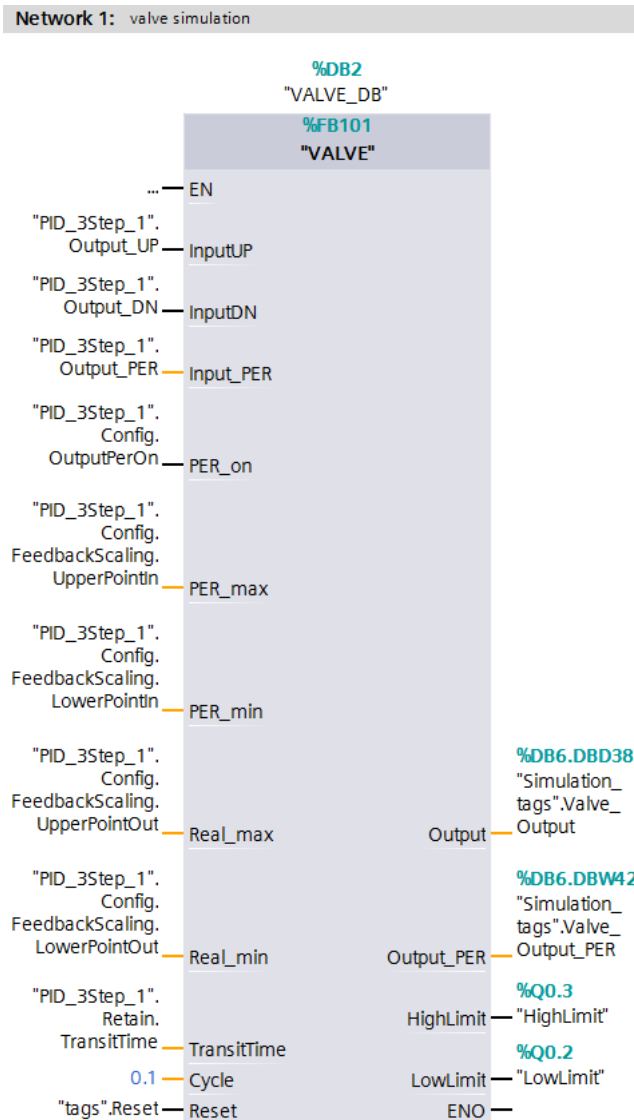 Network 1: valve simulation
%DB2
"VALVE_DB"
%FB101
"VALVE"
... EN
"PID_3Step_1".
Output_UP InputUP
"PID_3Step_1".
Output_DN InputDN
"PID_3Step_1".
Output_PER Input_PER
"PID_3Step_1".
Config.
OutputPerOn PER_on
"PID_3Step_1".
Config.
FeedbackScaling.
UpperPointIn PER_max
"PID_3Step_1".
Config.
FeedbackScaling.
LowerPointIn PER_min
"PID_3Step_1".
Config.
FeedbackScaling.
UpperPointOut Real_max
%DB6.DBD38
"Simulation_
tags".Valve_
Output Output
"PID_3Step_1".
Config.
FeedbackScaling.
LowerPointOut Real_min
%DB6.DBW42
"Simulation_
tags".Valve_
Output_PER Output_PER
"PID_3Step_1".
Retain.
TransitTime TransitTime
%Q0.3
HighLimit "HighLimit"
0.1 Cycle
%Q0.2
LowLimit "LowLimit"
"tags".Reset Reset
ENO